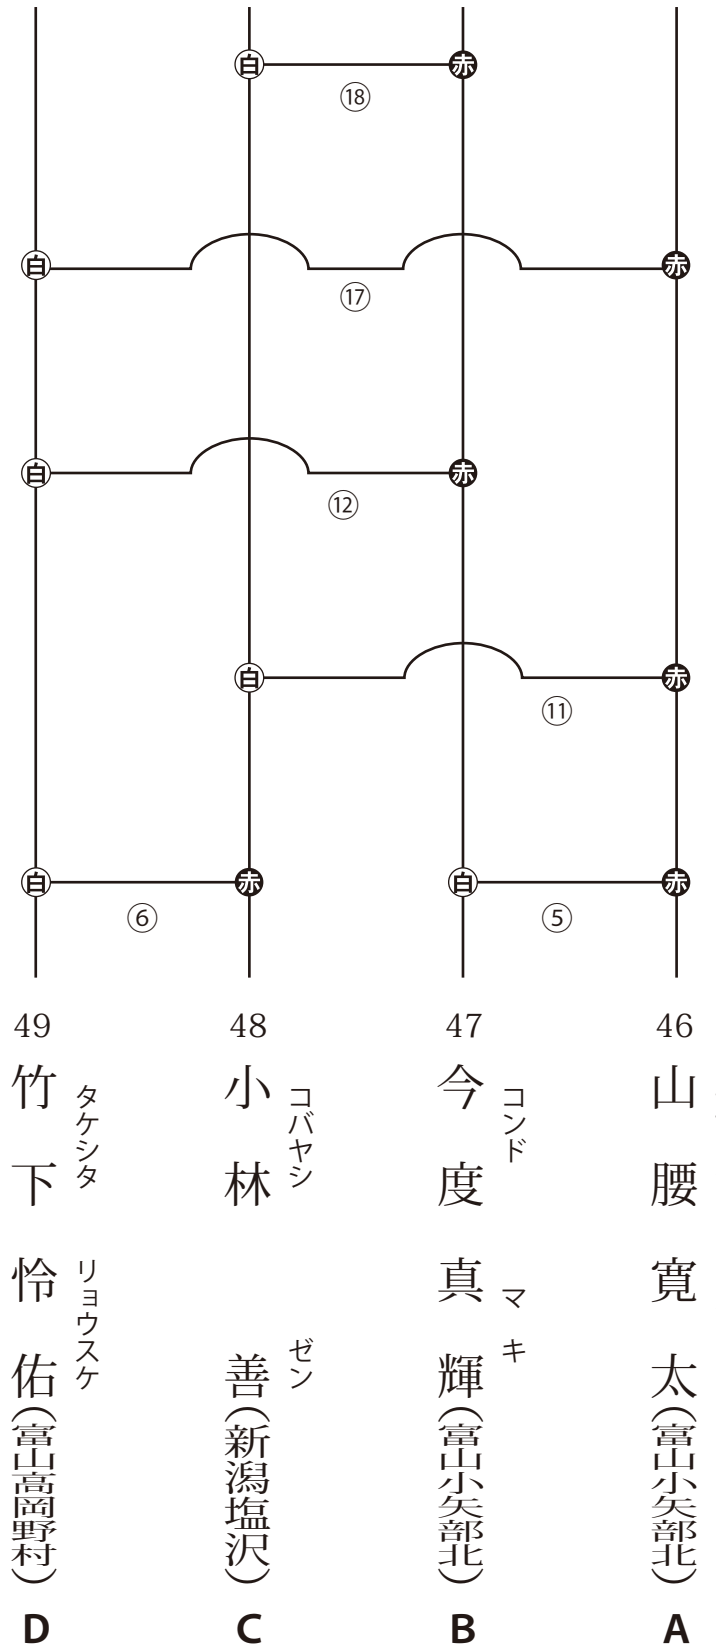 白 赤
⑱
白 赤
⑰
白 赤
⑫
白 赤
⑪
白 赤 白 赤
⑥ ⑤
46
山腰寛太(富山小矢部北)
A
47
コンド マキ
今度真輝(富山小矢部北)
B
48
コバヤシ ゼン
小林善(新潟塩沢)
C
49
タケシタ リョウスケ
竹下怜佑(富山高岡野村)
D